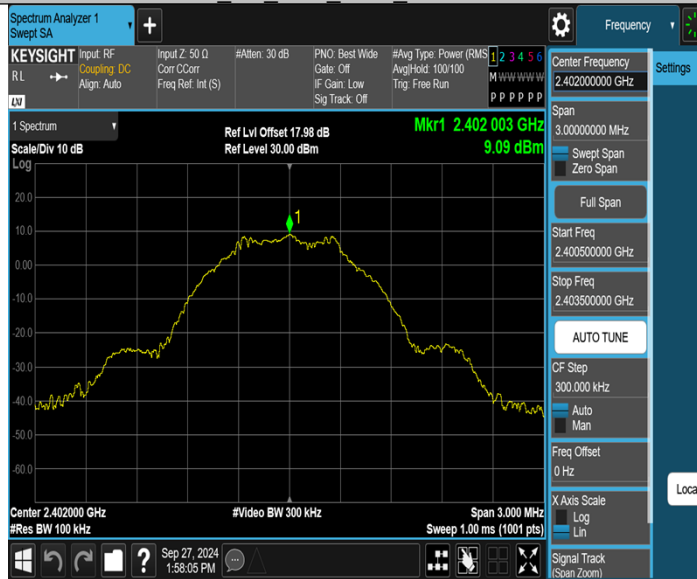 Spectrum Analyzer 1
Swept SA
+
Frequency
KEYSIGHT
RL
LXI
Input: RF
Coupling: DC
Align: Auto
Input Z: 50 Ω
Corr CCorr
Freq Ref: Int (S)
#Atten: 30 dB
PNO: Best Wide
Gate: Off
IF Gain: Low
Sig Track: Off
#Avg Type: Power (RMS
Avg|Hold: 100/100
Trig: Free Run
1 2 3 4 5 6
M W W W W W
P P P P P P
1 Spectrum
Scale/Div 10 dB
Log
Ref Lvl Offset 17.98 dB
Ref Level 30.00 dBm
Mkr1 2.402 003 GHz
9.09 dBm
1
20.0
10.0
0.00
-10.0
-20.0
-30.0
-40.0
-50.0
-60.0
Center 2.402000 GHz
#Res BW 100 kHz
#Video BW 300 kHz
Span 3.000 MHz
Sweep 1.00 ms (1001 pts)
?
Sep 27, 2024
1:58:05 PM
Center Frequency
2.402000000 GHz
Settings
Span
3.00000000 MHz
Swept Span
Zero Span
Full Span
Start Freq
2.400500000 GHz
Stop Freq
2.403500000 GHz
AUTO TUNE
CF Step
300.000 kHz
Auto
Man
Freq Offset
0 Hz
Loca
X Axis Scale
Log
Lin
Signal Track
(Span Zoom)